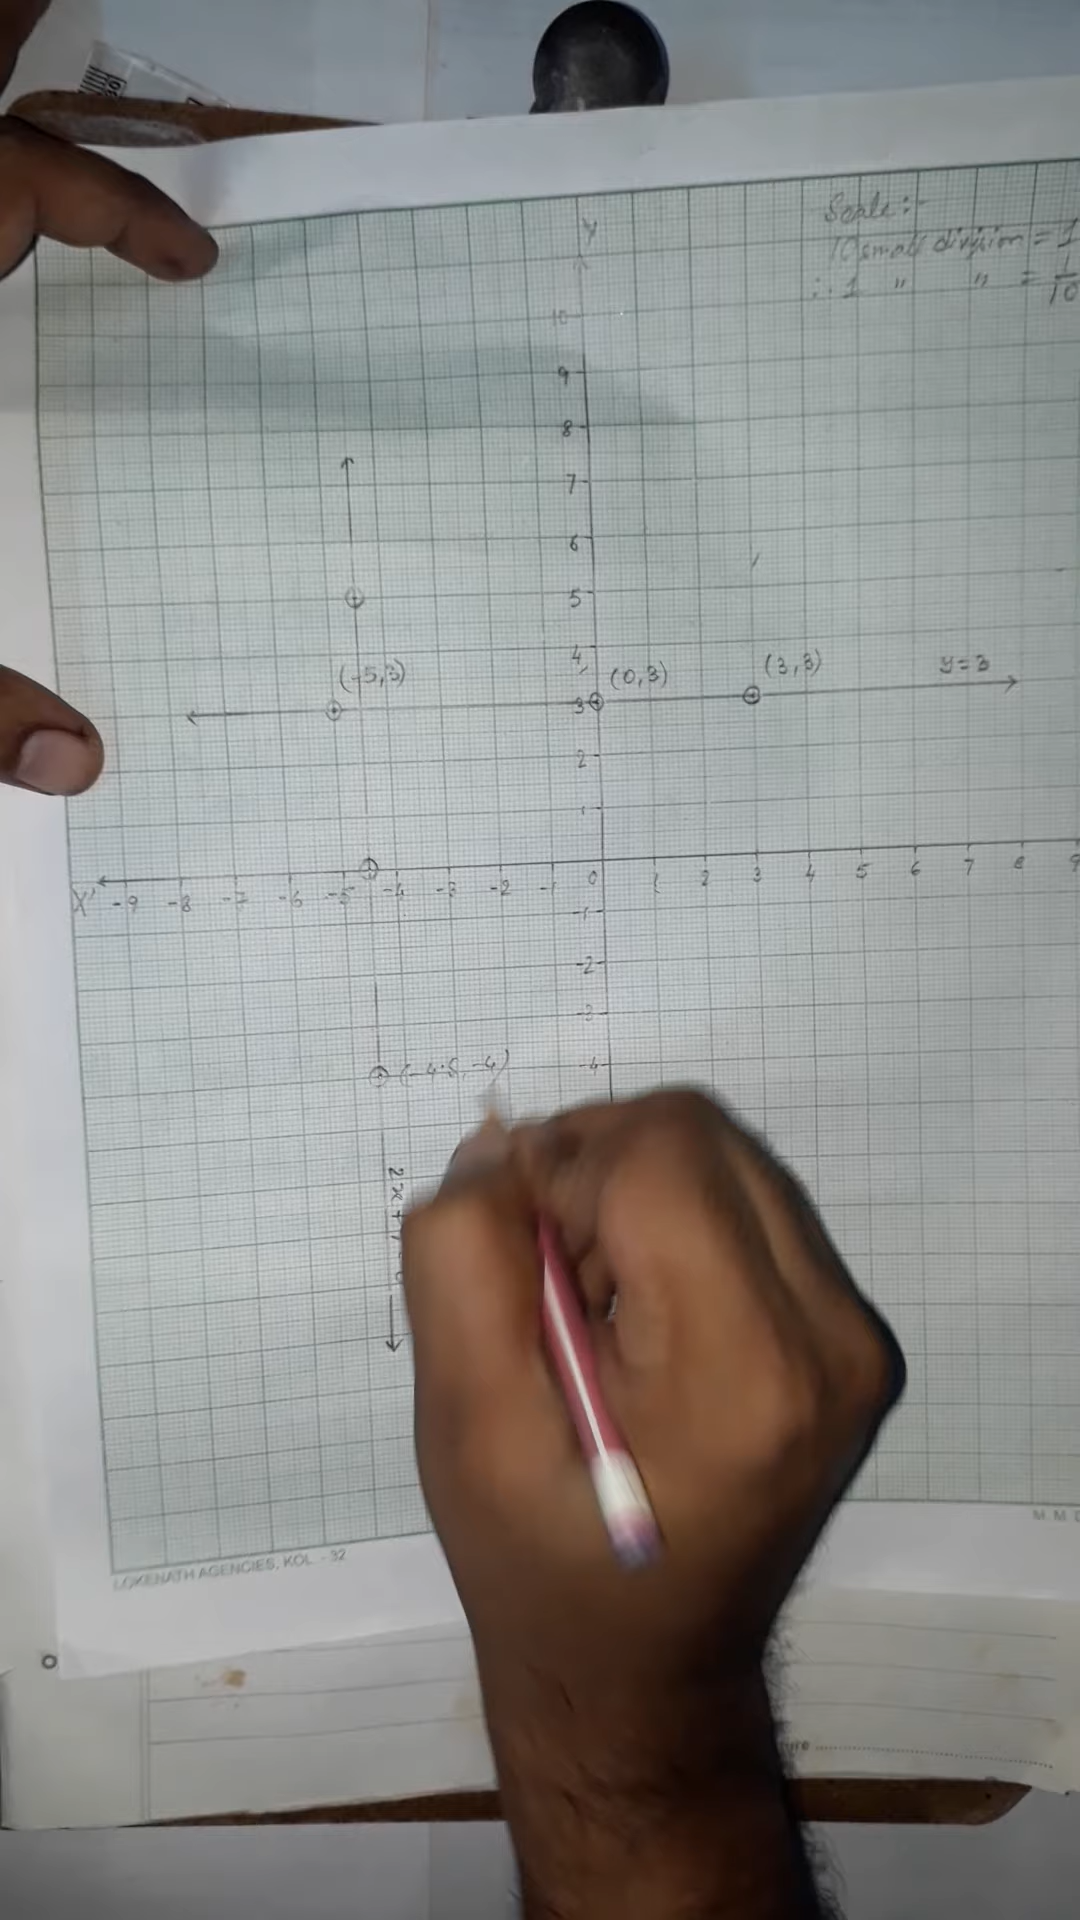 Scale:-
10 small division = 1
∴ 1 " " = 1/10
Y
10
9
8
7
6
5
4
(-5,3)
(0,3)
(3,3)
y=3
3
2
1
X' -9 -8 -7 -6 -5 -4 -3 -2 -1 0 1 2 3 4 5 6 7 8 9
-1
-2
-3
(-4.5,-4)
-4
2x+
LOKENATH AGENCIES, KOL. - 32
M. M.